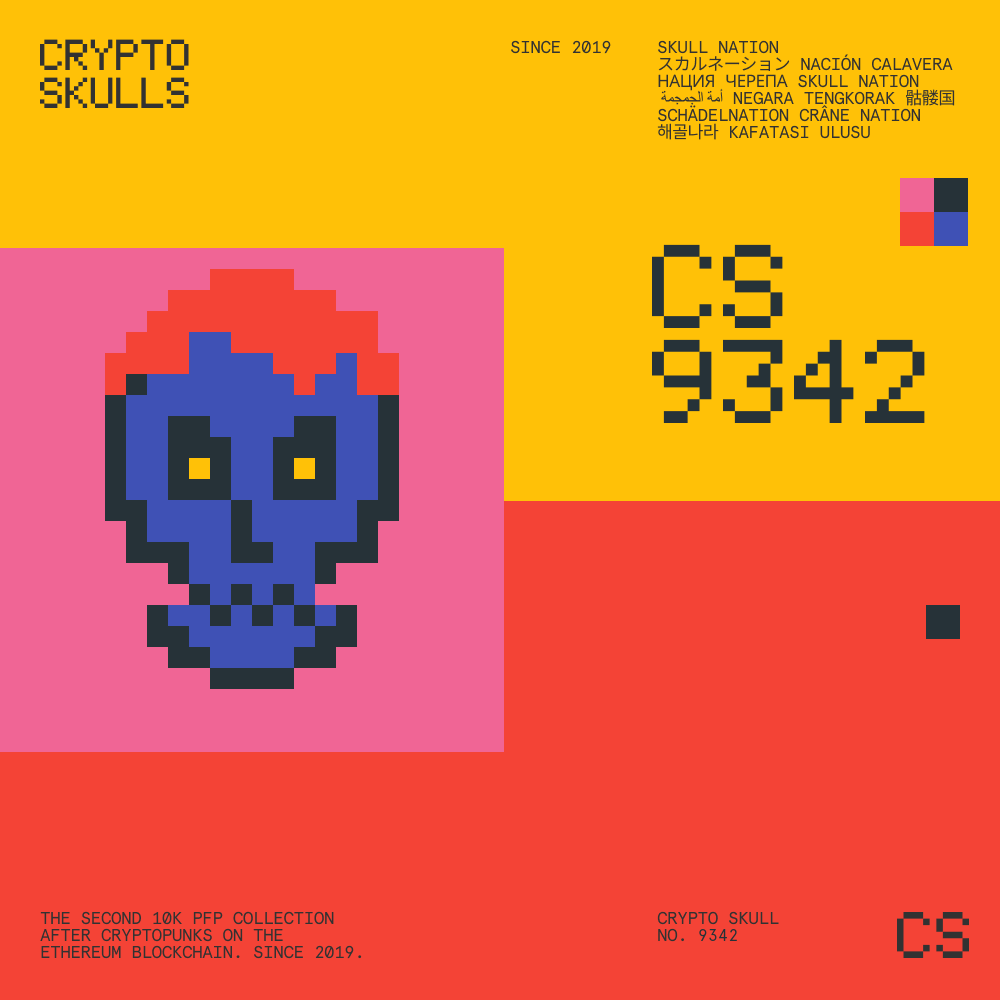 CRYPTO
SKULLS
SINCE 2019
SKULL NATION
スカルネーション NACIÓN CALAVERA
НАЦИЯ ЧЕРЕПА SKULL NATION
أمة الجمجمة NEGARA TENGKORAK 骷髅国
SCHÄDELNATION CRÂNE NATION
해골나라 KAFATASI ULUSU
CS
9342
THE SECOND 10K PFP COLLECTION
AFTER CRYPTOPUNKS ON THE
ETHEREUM BLOCKCHAIN. SINCE 2019.
CRYPTO SKULL
NO. 9342
CS